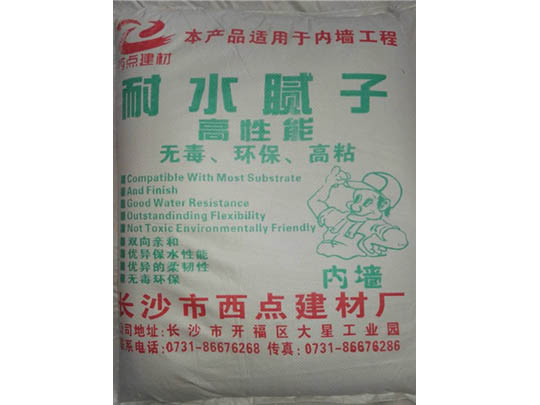 本产品适用于内墙工程
西点建材
耐水腻子
高性能
无毒、环保、高粘
Compatible With Most Substrate
And Finish
Good Water Resistance
Outstandinding Flexibility
Not Toxic Environmentally Friendly
双向亲和
优异保水性能
优异的柔韧性
无毒环保
内墙
长沙市西点建材厂
公司地址:长沙市开福区大星工业园
联系电话:0731-86676268 传真:0731-86676286